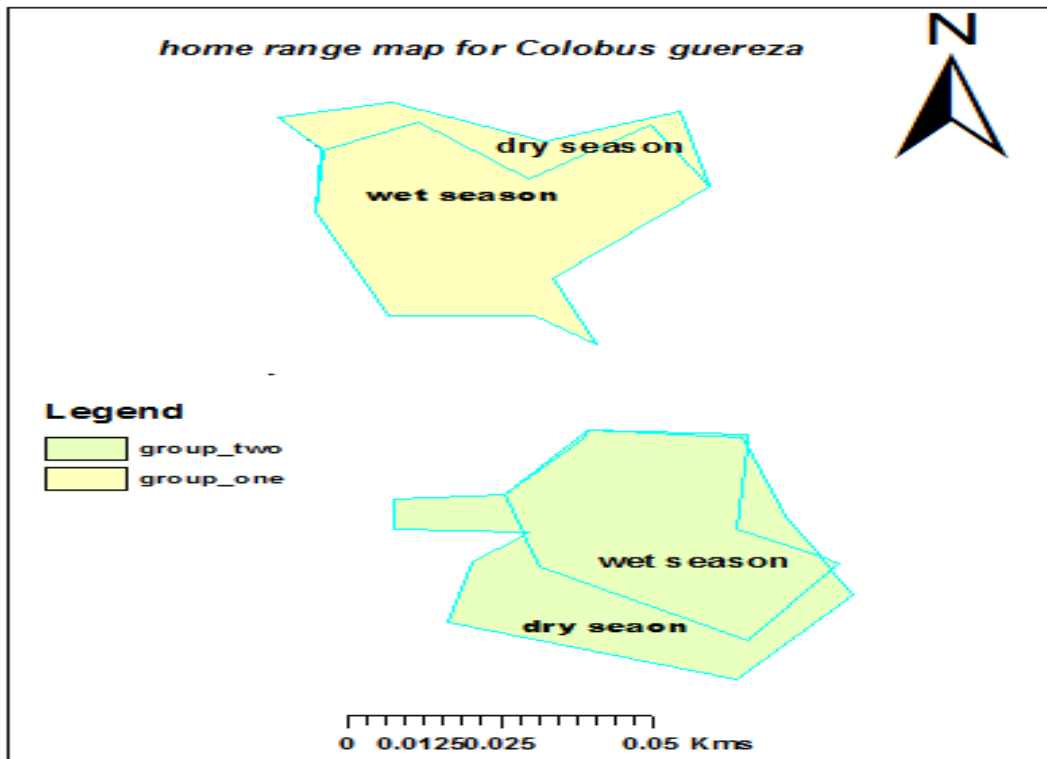 N
home range map for Colobus guereza
dry season
wet season
Legend
group_two
group_one
wet season
dry seaon
0 0.01250.025 0.05 Kms